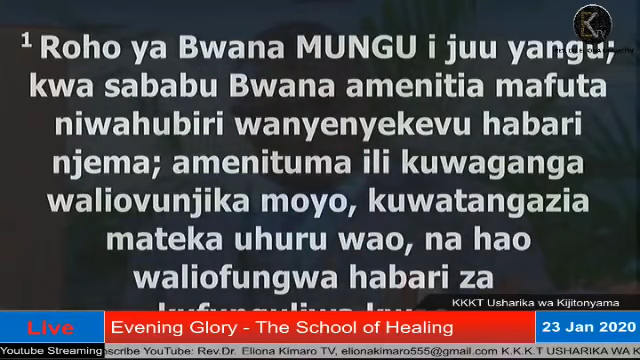 ¹ Roho ya Bwana MUNGU i juu yangu,
kwa sababu Bwana amenitia mafuta
niwahubiri wanyenyekevu habari
njema; amenituma ili kuwaganga
waliovunjika moyo, kuwatangazia
mateka uhuru wao, na hao
waliofungwa habari za
KKKT Usharika wa Kijitonyama
Live
Evening Glory - The School of Healing
23 Jan 2020
Youtube Streaming
scribe YouTube: Rev.Dr. Eliona Kimaro TV, elionakimaro555@gmail.com K.K.K.T USHARIKA WA K